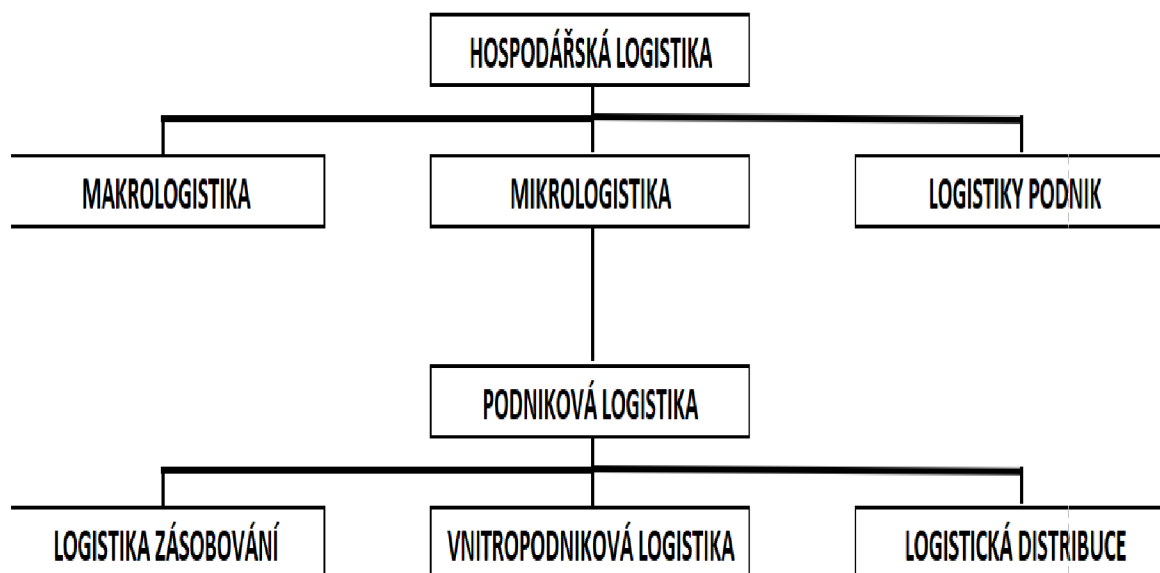 HOSPODÁŘSKÁ LOGISTIKA
MAKROLOGISTIKA
MIKROLOGISTIKA
LOGISTIKY PODNIK
PODNIKOVÁ LOGISTIKA
LOGISTIKA ZÁSOBOVÁNÍ
VNITROPODNIKOVÁ LOGISTIKA
LOGISTICKÁ DISTRIBUCE